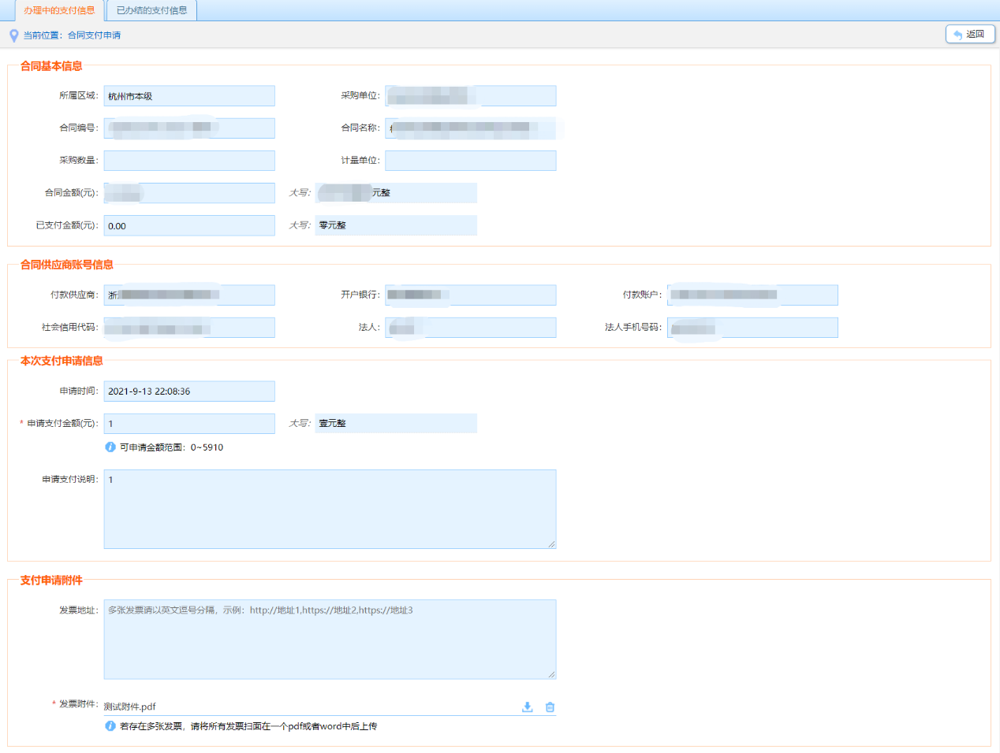 办理中的支付信息 已办结的支付信息
当前位置：合同支付申请 返回
合同基本信息
所属区域： 杭州市本级 采购单位：
合同编号： 合同名称：
采购数量： 计量单位：
合同金额(元)： 大写： 元整
已支付金额(元)： 0.00 大写： 零元整
合同供应商账号信息
付款供应商： 浙 开户银行： 付款账户：
社会信用代码： 法人： 法人手机号码：
本次支付申请信息
申请时间： 2021-9-13 22:08:36
* 申请支付金额(元)： 1 大写： 壹元整
可申请金额范围：0~5910
申请支付说明： 1
支付申请附件
发票地址： 多张发票请以英文逗号分隔，示例：http://地址1,https://地址2,https://地址3
* 发票附件： 测试附件.pdf
若存在多张发票，请将所有发票扫面在一个pdf或者word中后上传